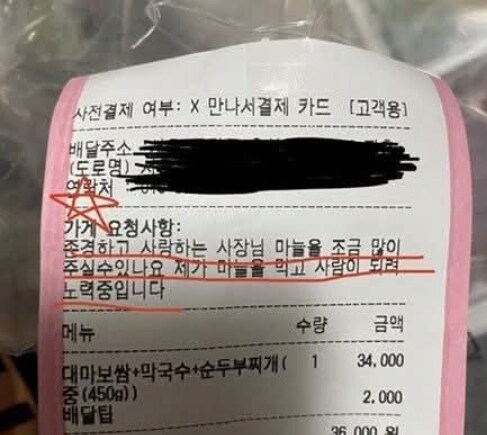 사전결제 여부: X 만나서결제 카드 [고객용]
배달주소
(도로명)
연락처
가게 요청사항:
존경하고 사랑하는 사장님 마늘을 조금 많이
주실수있나요 제가 마늘을 먹고 사람이 되려
노력중입니다
메뉴 수량 금액
대마보쌈+막국수+순두부찌개( 1 34,000
중(450g))
배달팁 2,000
36,000 원